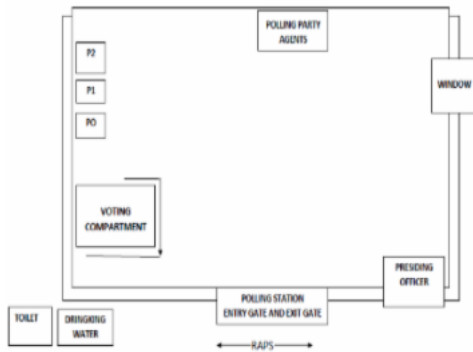 POLLING PARTY
AGENTS
P2
P1
PO
WINDOW
VOTING
COMPARTMENT
PRESIDING
OFFICER
POLLING STATION
ENTRY GATE AND EXIT GATE
TOILET
DRINGKING
WATER
RAPS